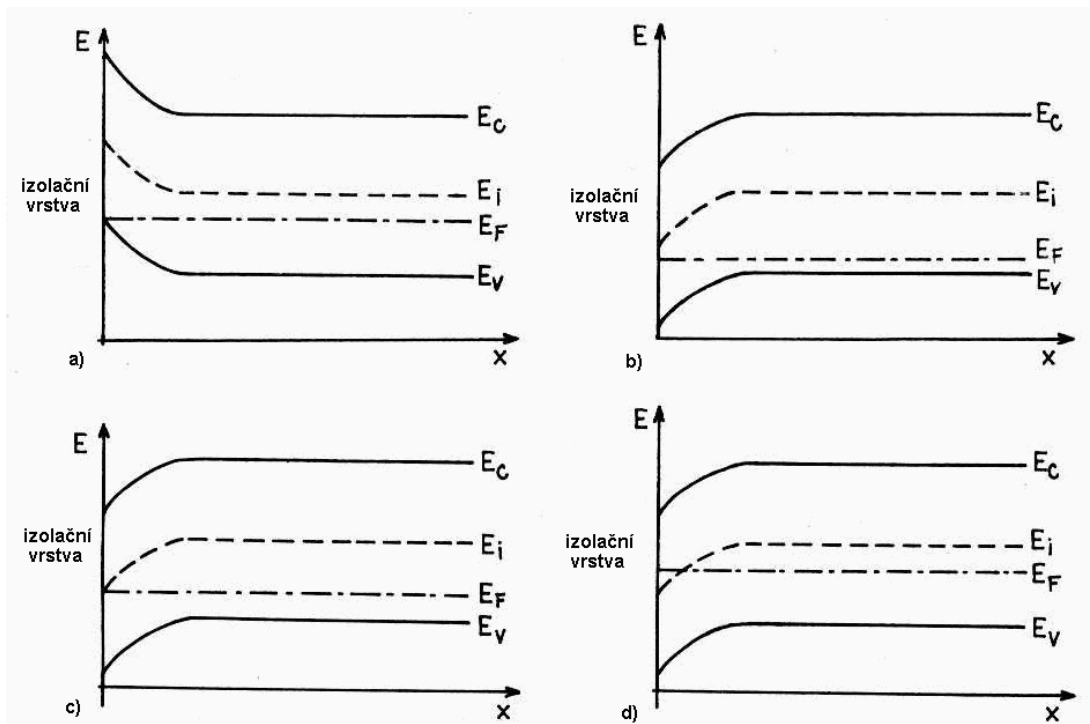 E
E_C
E_i
izolační
vrstva
E_F
E_V
a)
x
E
E_C
izolační
vrstva
E_i
E_F
E_V
b)
x
E
E_C
izolační
vrstva
E_i
E_F
E_V
c)
x
E
E_C
izolační
vrstva
E_i
E_F
E_V
d)
x